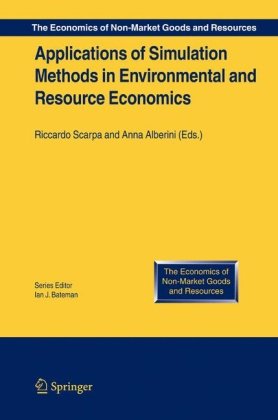 The Economics of Non-Market Goods and Resources
Applications of Simulation
Methods in Environmental and
Resource Economics
Riccardo Scarpa and Anna Alberini (Eds.)
The Economics of
Non-Market Goods
and Resources
Series Editor
Ian J. Bateman
Springer